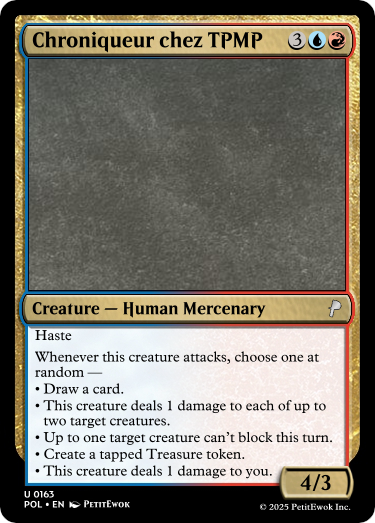 Chroniqueur chez TPMP 3
Creature — Human Mercenary
Haste
Whenever this creature attacks, choose one at
random —
• Draw a card.
• This creature deals 1 damage to each of up to
two target creatures.
• Up to one target creature can't block this turn.
• Create a tapped Treasure token.
• This creature deals 1 damage to you.
4/3
U 0163
POL • EN PetitEwok
© 2025 PetitEwok Inc.